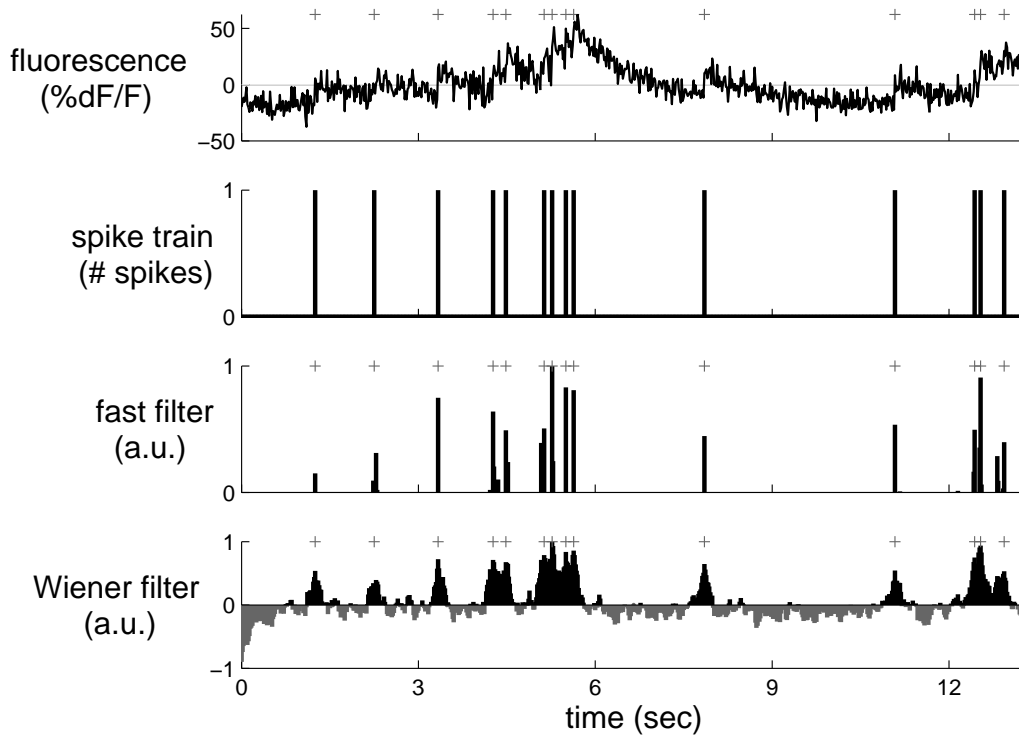 50
fluorescence
(%dF/F)
0
−50
1
spike train
(# spikes)
0
1
fast filter
(a.u.)
0
1
Wiener filter
(a.u.)
0
−1
0 3 6 9 12
time (sec)